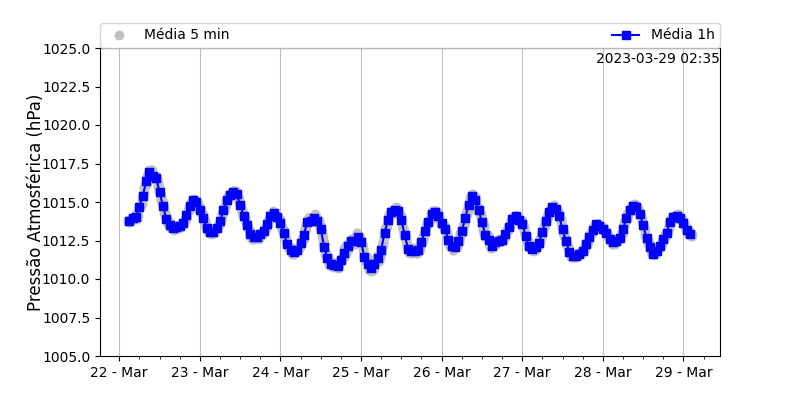 Média 5 min
Média 1h
2023-03-29 02:35
Pressão Atmosférica (hPa)
1025.0
1022.5
1020.0
1017.5
1015.0
1012.5
1010.0
1007.5
1005.0
22 - Mar
23 - Mar
24 - Mar
25 - Mar
26 - Mar
27 - Mar
28 - Mar
29 - Mar